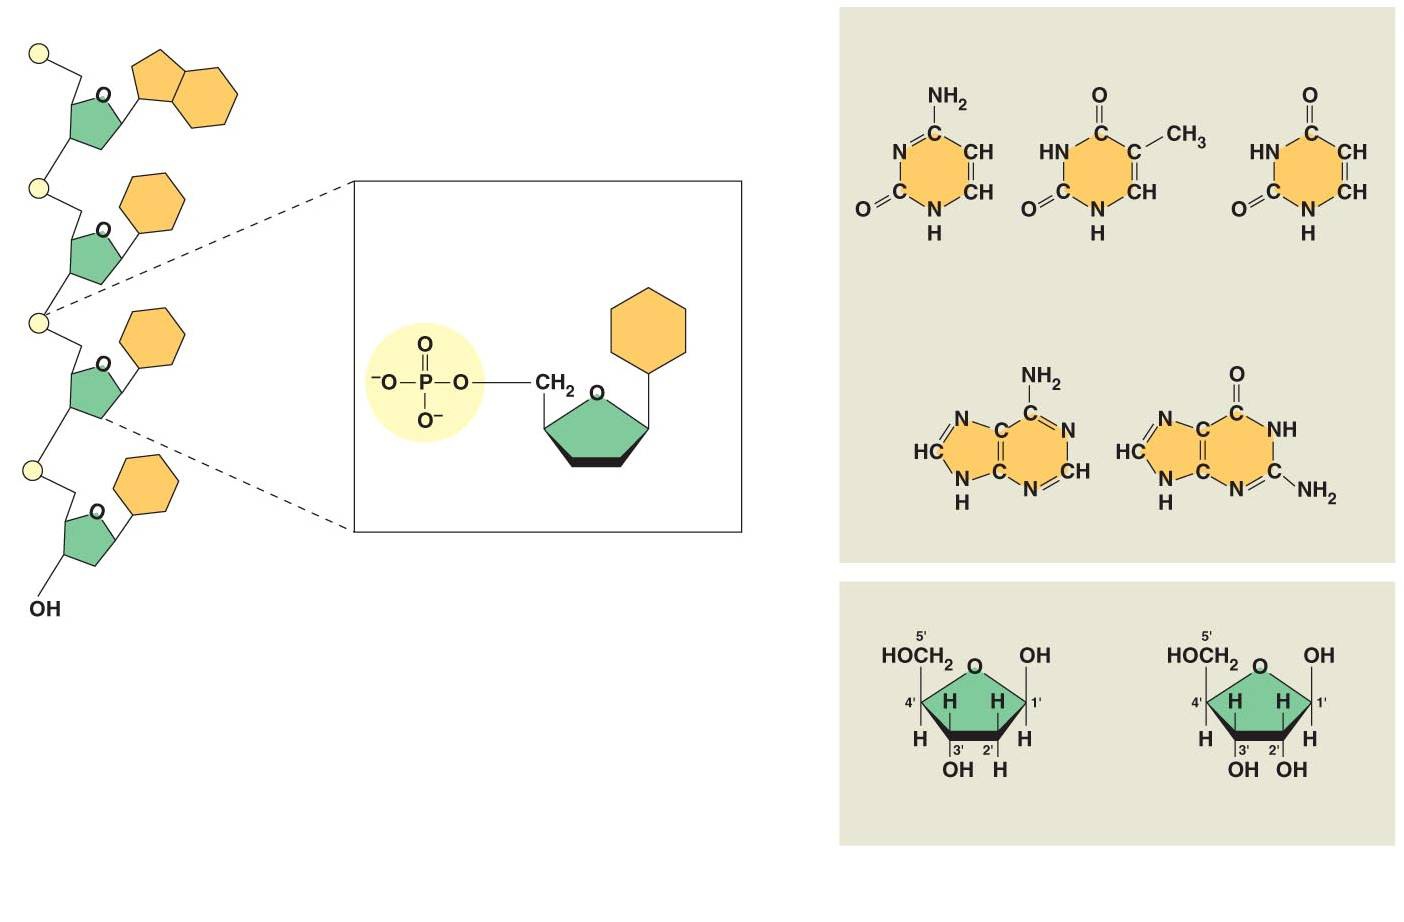 O
O
O
O
OH
O
⁻O–P–O
O⁻
CH₂
O
NH₂
N C CH
O C N CH
H
O
HN C C CH₃
O C N CH
H
O
HN C CH
O C N CH
H
NH₂
N C C N
HC N C N CH
H
O
N C C NH
HC N C N C NH₂
H
5'
HOCH₂ O OH
4' H H 1'
H 3' 2' H
OH H
5'
HOCH₂ O OH
4' H H 1'
H 3' 2' H
OH OH